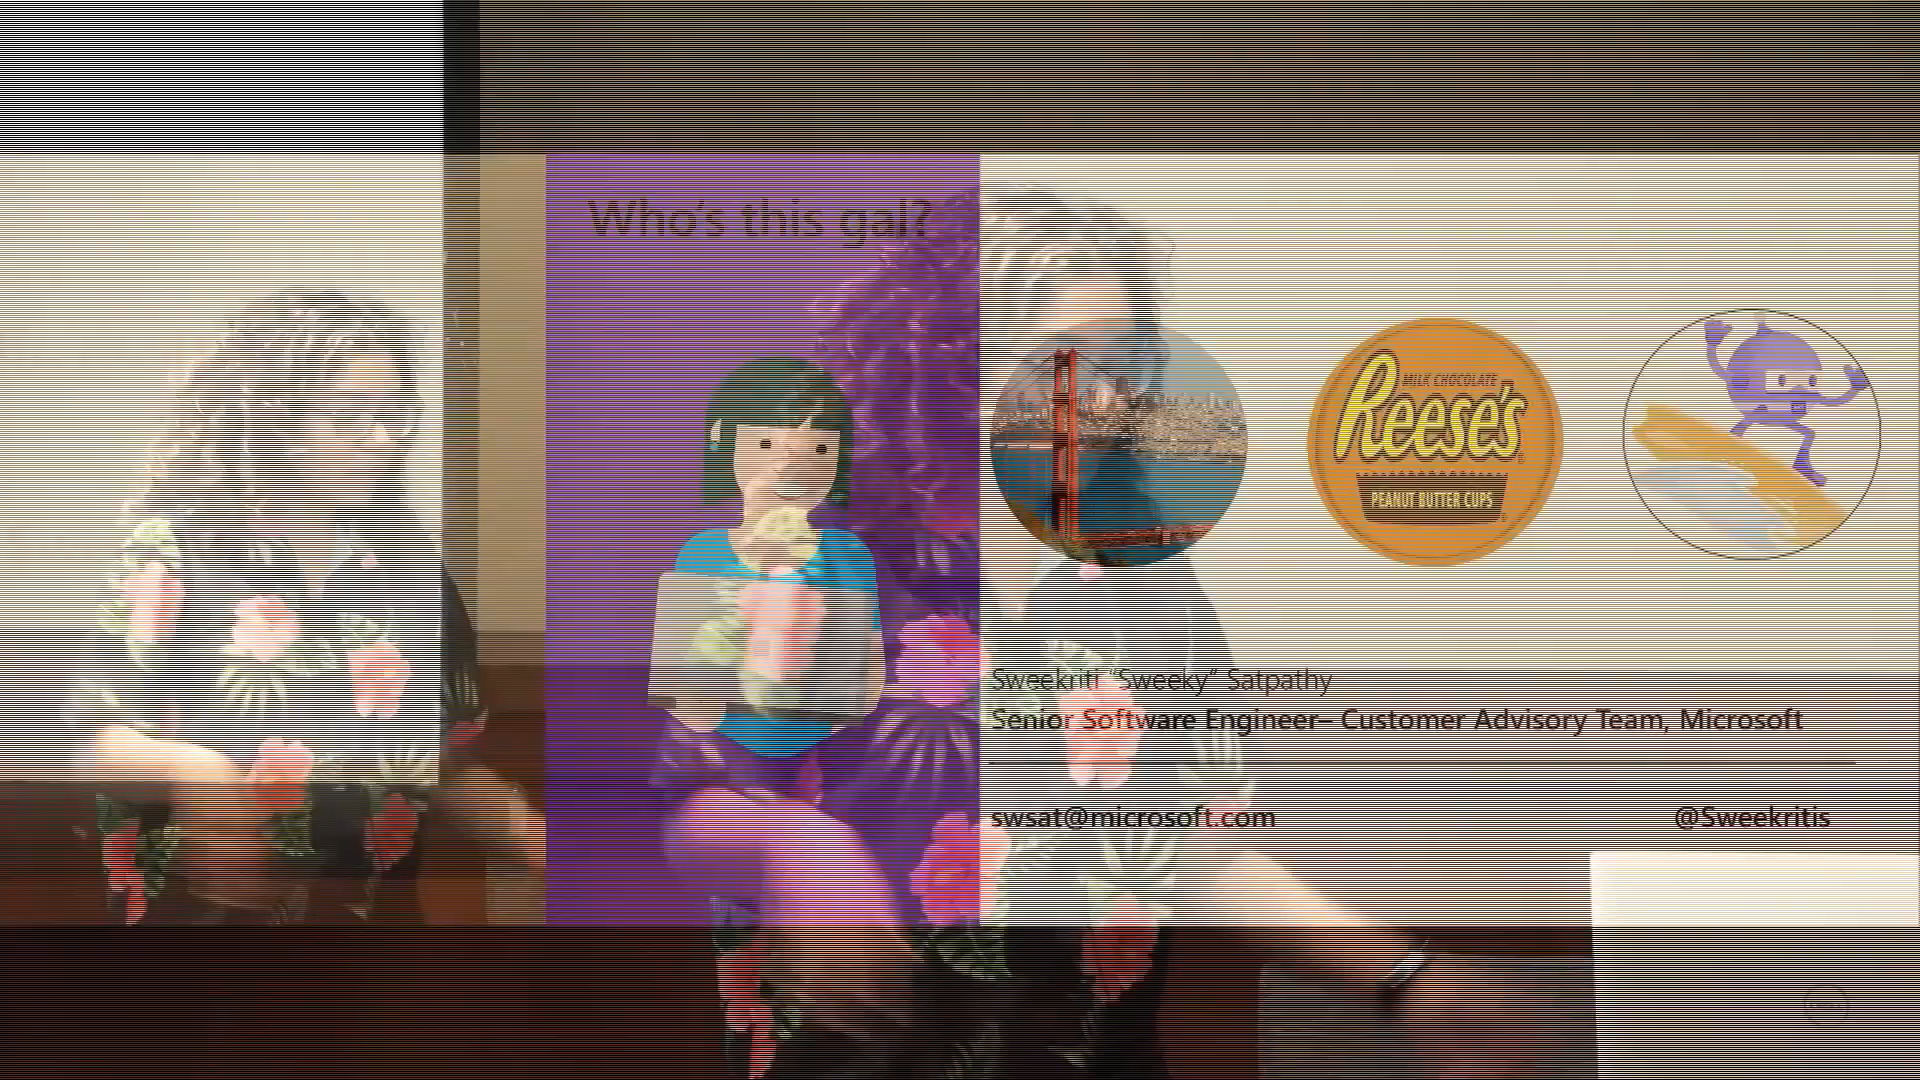 Who's this gal?
MILK CHOCOLATE
Reese's
PEANUT BUTTER CUPS
Sweekriti "Sweeky" Satpathy
Senior Software Engineer– Customer Advisory Team, Microsoft
swsat@microsoft.com
@Sweekritis